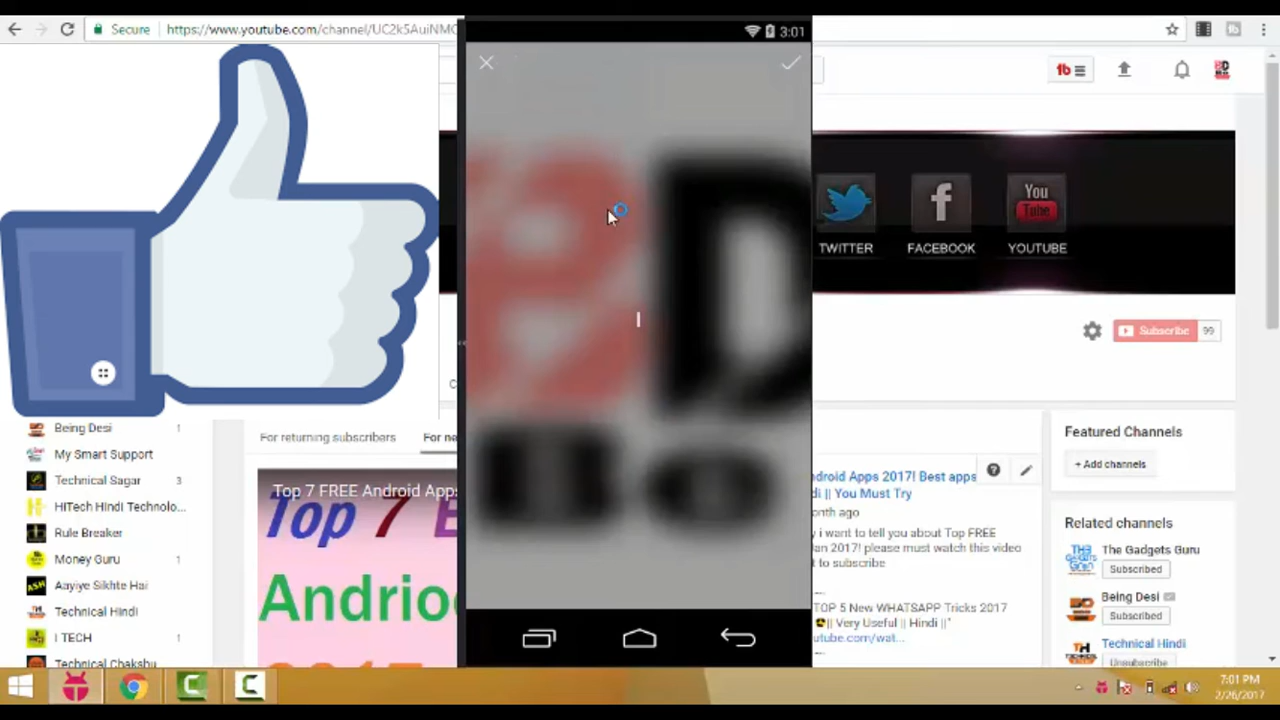 Secure
https://www.youtube.com/channel/UC2k5AuiNMC
3:01
1b
TWITTER
FACEBOOK
You
Tube
YOUTUBE
Subscribe 99
Being Desi 1
My Smart Support
Technical Sagar 3
HiTech Hindi Technolo...
Rule Breaker
Money Guru 1
Aayiye Sikhte Hai
Technical Hindi
I TECH 1
Technical Chakshu
For returning subscribers
For ne
Top 7 FREE Android Apps
Top 7
Andrio
ndroid Apps 2017! Best apps
di || You Must Try
onth ago
y i want to tell you about Top FREE
Jan 2017! please must watch this video
t to subscribe
TOP 5 New WHATSAPP Tricks 2017
|| Very Useful || Hindi ||"
utube.com/wat...
Featured Channels
+ Add channels
Related channels
The Gadgets Guru
Subscribed
Being Desi
Subscribed
Technical Hindi
Unsubscribe
7:01 PM
2/26/2017